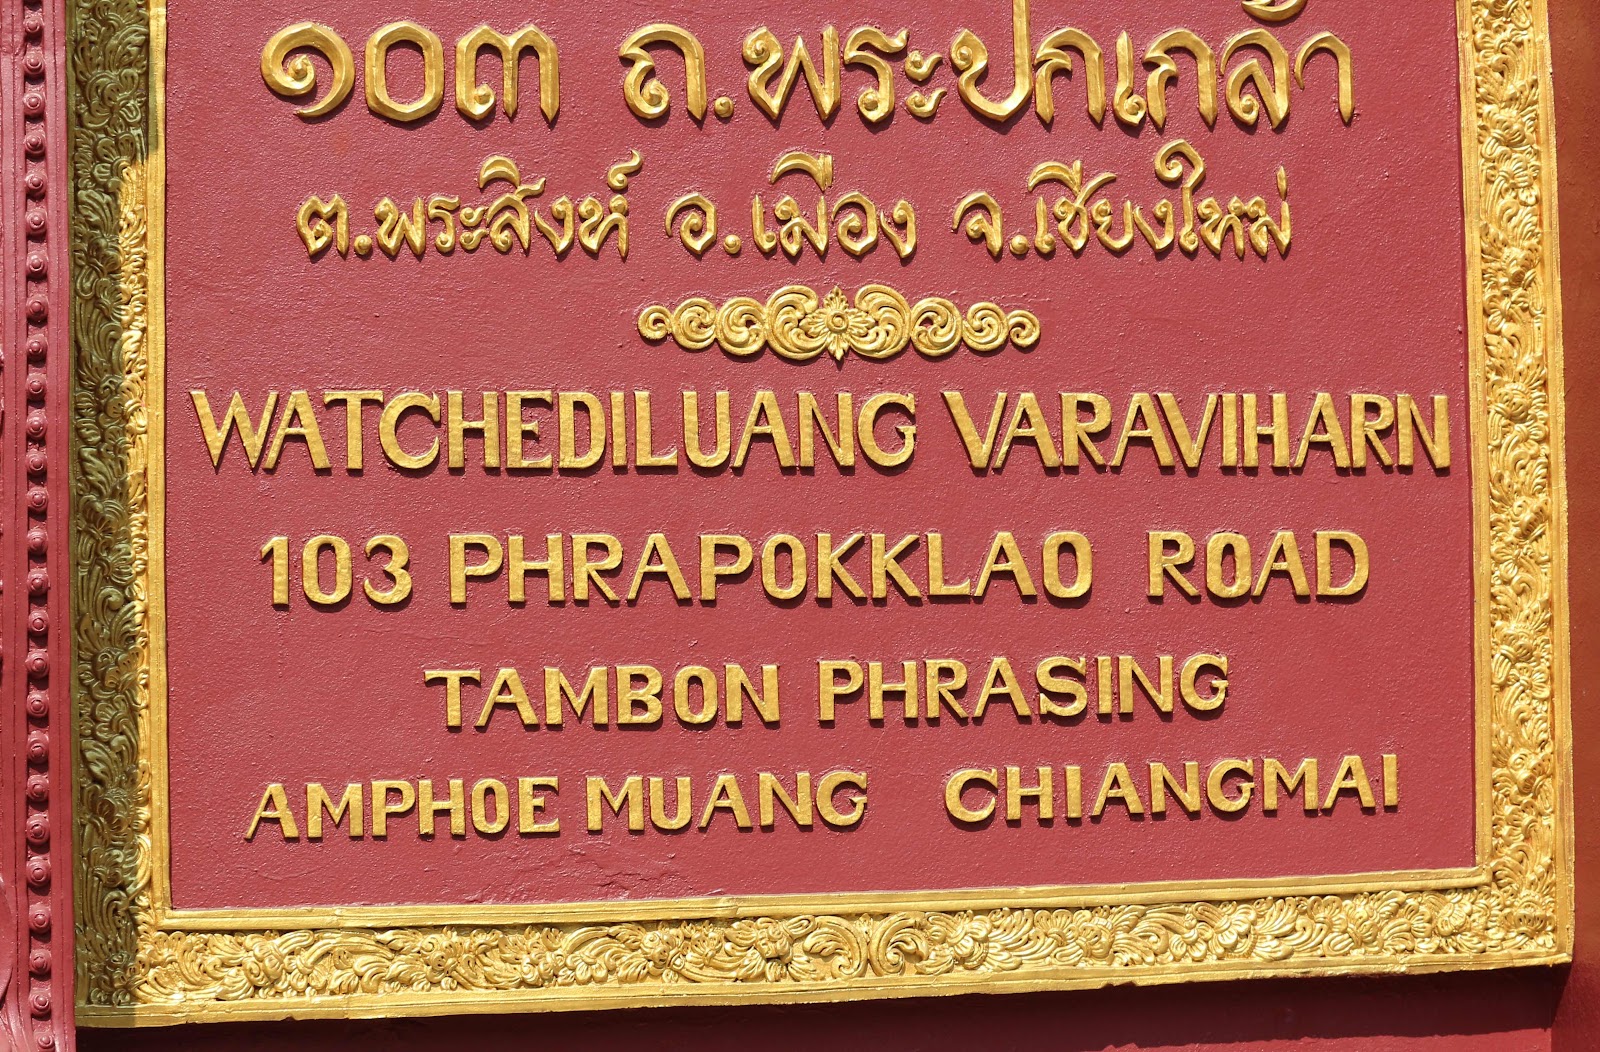 ๑๐๓ ถ.พระปกเกล้า
ต.พระสิงห์ อ.เมือง จ.เชียงใหม่
WATCHEDILUANG VARAVIHARN
103 PHRAPOKKLAO ROAD
TAMBON PHRASING
AMPHOE MUANG CHIANGMAI